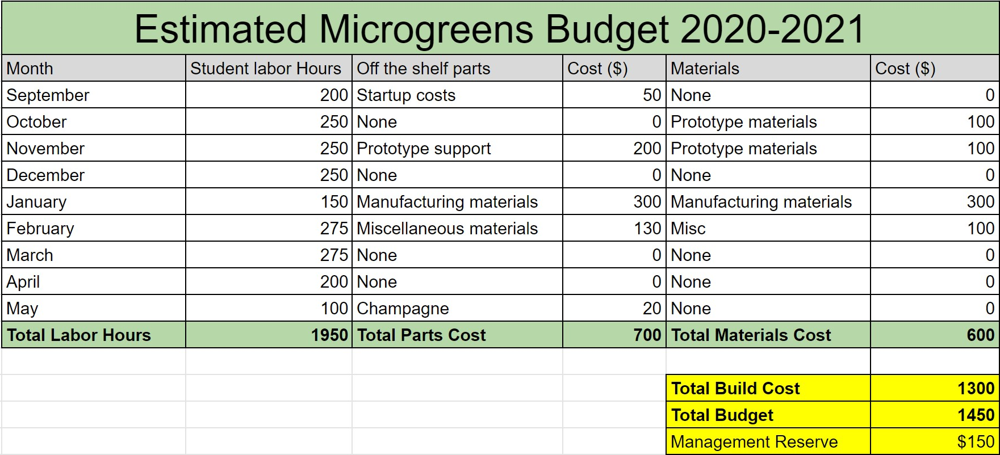 Estimated Microgreens Budget 2020-2021
Month Student labor Hours Off the shelf parts Cost ($) Materials Cost ($)
September 200 Startup costs 50 None 0
October 250 None 0 Prototype materials 100
November 250 Prototype support 200 Prototype materials 100
December 250 None 0 None 0
January 150 Manufacturing materials 300 Manufacturing materials 300
February 275 Miscellaneous materials 130 Misc 100
March 275 None 0 None 0
April 200 None 0 None 0
May 100 Champagne 20 None 0
Total Labor Hours 1950 Total Parts Cost 700 Total Materials Cost 600
Total Build Cost 1300
Total Budget 1450
Management Reserve $150